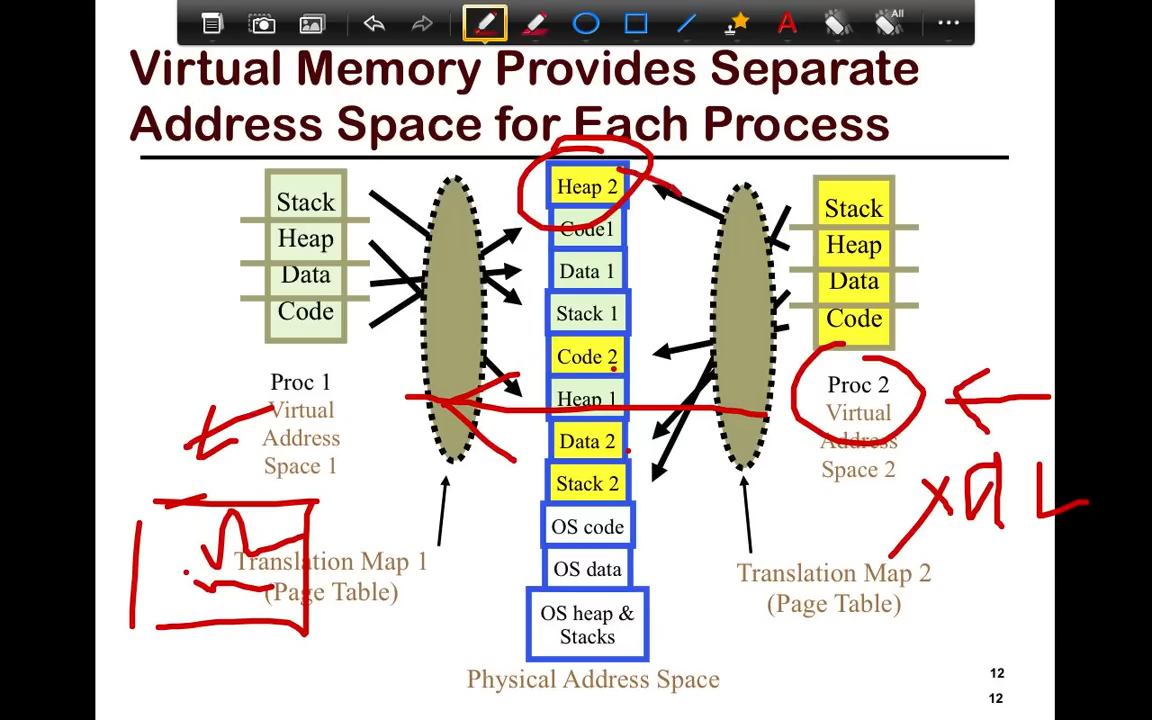 All
A
Virtual Memory Provides Separate
Address Space for Each Process
Stack
Heap
Data
Code
Proc 1
Virtual
Address
Space 1
Translation Map 1
(Page Table)
Heap 2
Code1
Data 1
Stack 1
Code 2
Heap 1
Data 2
Stack 2
OS code
OS data
OS heap &
Stacks
Physical Address Space
Stack
Heap
Data
Code
Proc 2
Virtual
Address
Space 2
Translation Map 2
(Page Table)
12
12